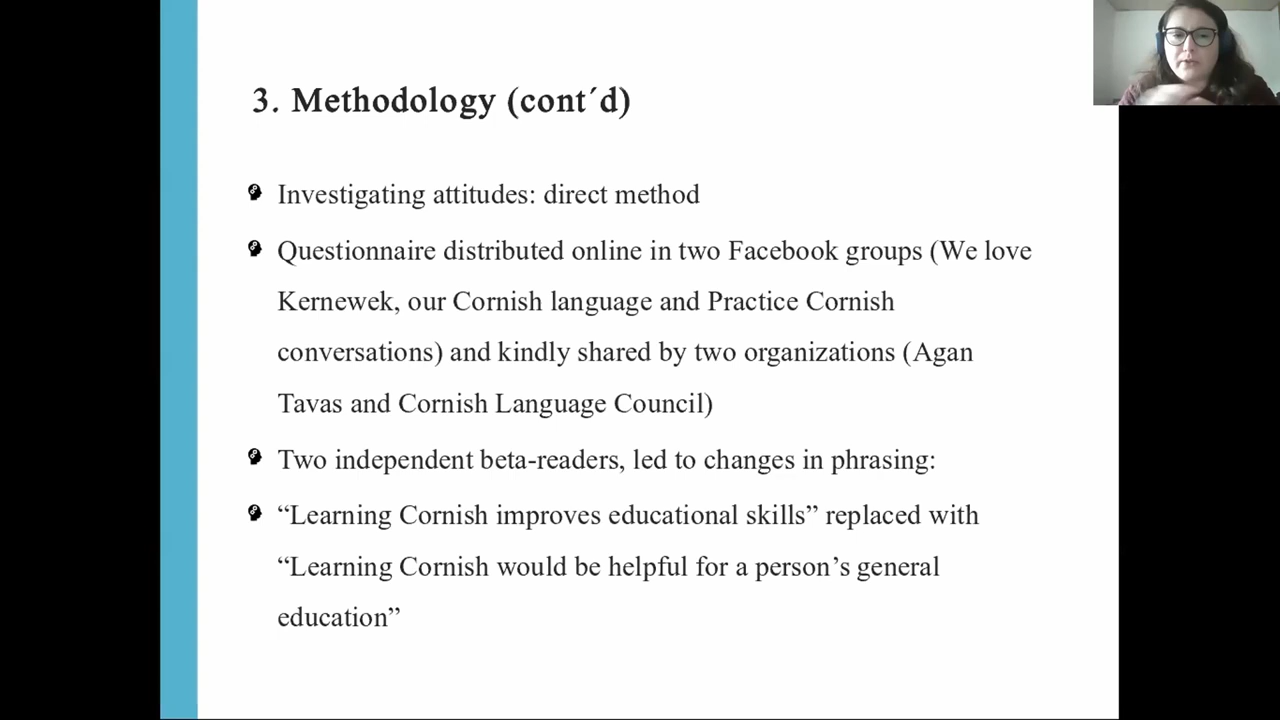 3. Methodology (cont´d)
Investigating attitudes: direct method
Questionnaire distributed online in two Facebook groups (We love
Kernewek, our Cornish language and Practice Cornish
conversations) and kindly shared by two organizations (Agan
Tavas and Cornish Language Council)
Two independent beta-readers, led to changes in phrasing:
“Learning Cornish improves educational skills” replaced with
“Learning Cornish would be helpful for a person’s general
education”